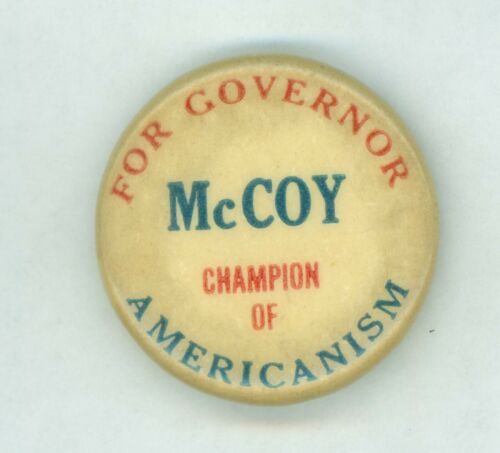 FOR GOVERNOR
McCOY
CHAMPION
OF
AMERICANISM